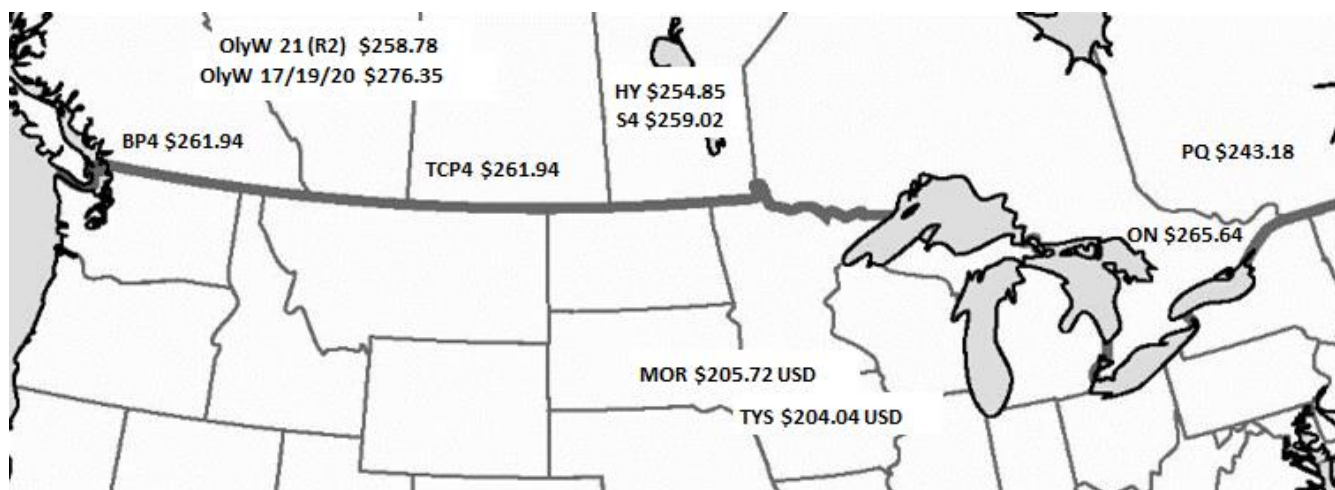 OlyW 21 (R2) $258.78
OlyW 17/19/20 $276.35
HY $254.85
S4 $259.02
BP4 $261.94
TCP4 $261.94
PQ $243.18
ON $265.64
MOR $205.72 USD
TYS $204.04 USD